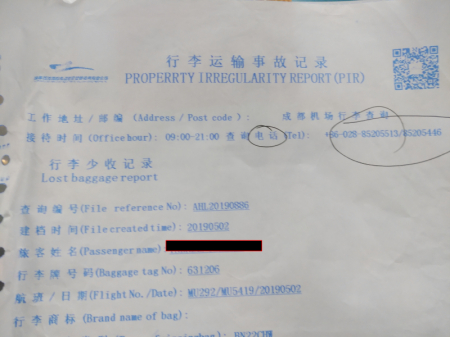 行李运输事故记录
PROPERRTY IRREGULARITY REPORT(PIR)
工作地址/邮编 (Address/Post code): 成都机场行李查询
接待时间(Office hour): 09:00-21:00 查询电话(Tel): +86-028-85205513/85205446
行李少收记录
Lost baggage report
查询编号(File reference No): AHL20190886
建档时间(File created time): 20190502
旅客姓名(Passenger name)
行李牌号码(Baggage tag No): 631206
航班/日期(Flight No./Date): MU292/MU5419/20190502
行李商标(Brand name of bag):
BN22CHW